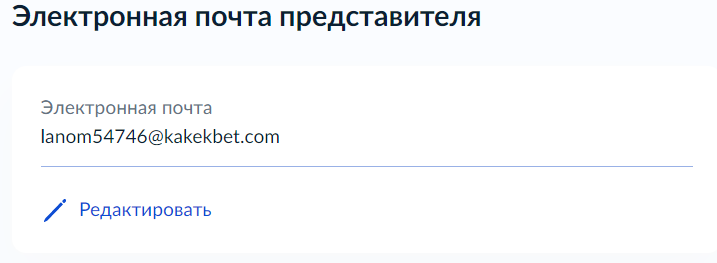 Электронная почта представителя
Электронная почта
lanom54746@kakekbet.com
Редактировать